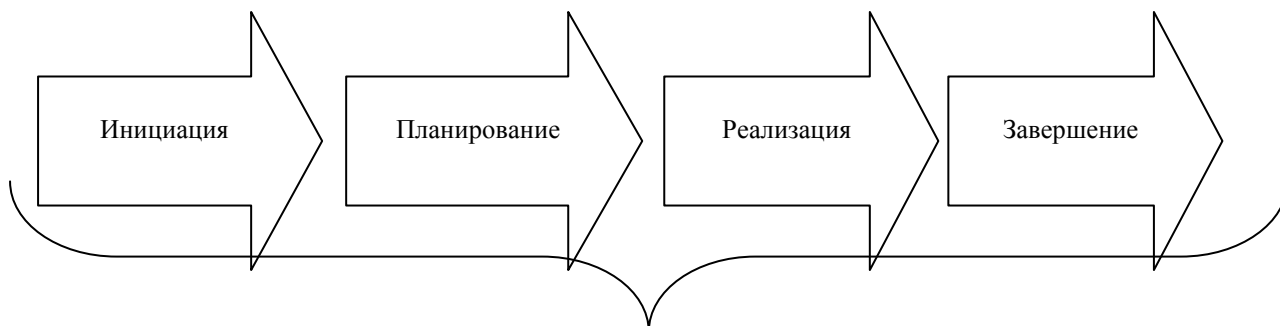 Инициация
Планирование
Реализация
Завершение